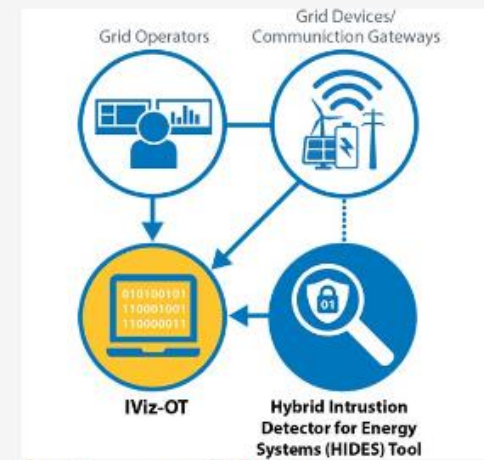 Grid Operators
Grid Devices/
Communiction Gateways
010100101
110001001
110000011
01
IViz-OT
Hybrid Intrustion
Detector for Energy
Systems (HIDES) Tool